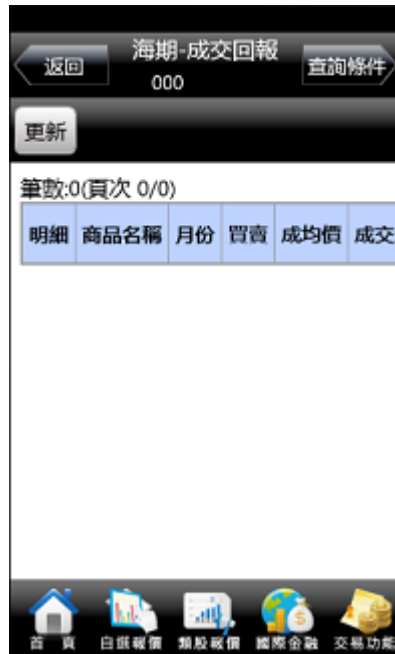 返回
海期-成交回報
000
查詢條件
更新
筆數:0(頁次 0/0)
明細 商品名稱 月份 買賣 成均價 成交
首 頁 自選報價 類股報價 國際金融 交易功能